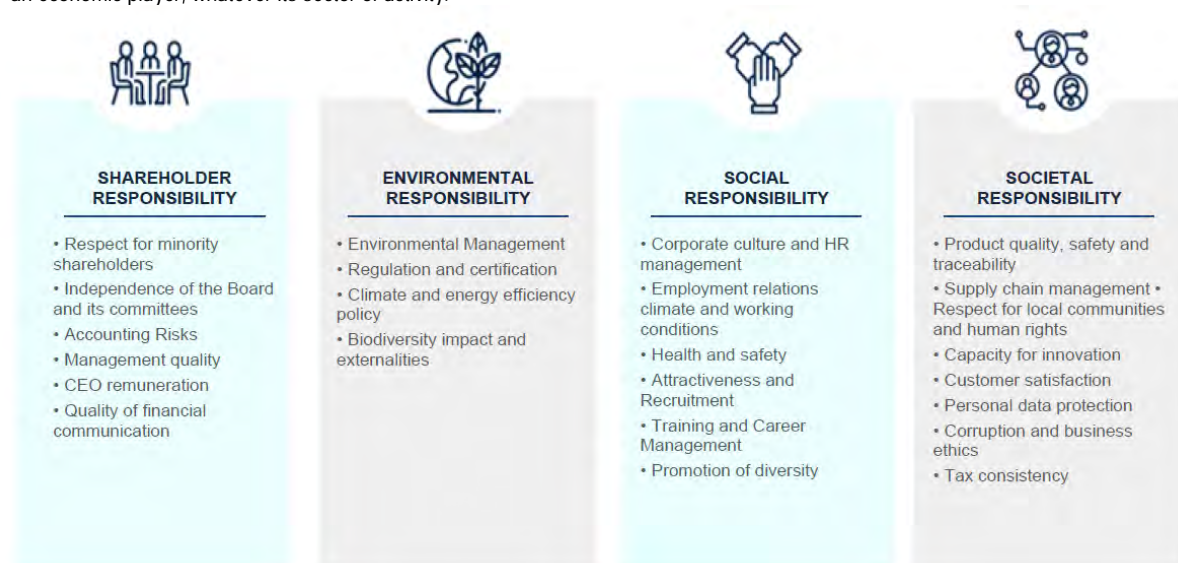 an economic player, whatever its sector of activity.
SHAREHOLDER
RESPONSIBILITY
• Respect for minority
shareholders
• Independence of the Board
and its committees
• Accounting Risks
• Management quality
• CEO remuneration
• Quality of financial
communication
ENVIRONMENTAL
RESPONSIBILITY
• Environmental Management
• Regulation and certification
• Climate and energy efficiency
policy
• Biodiversity impact and
externalities
SOCIAL
RESPONSIBILITY
• Corporate culture and HR
management
• Employment relations
climate and working
conditions
• Health and safety
• Attractiveness and
Recruitment
• Training and Career
Management
• Promotion of diversity
SOCIETAL
RESPONSIBILITY
• Product quality, safety and
traceability
• Supply chain management •
Respect for local communities
and human rights
• Capacity for innovation
• Customer satisfaction
• Personal data protection
• Corruption and business
ethics
• Tax consistency